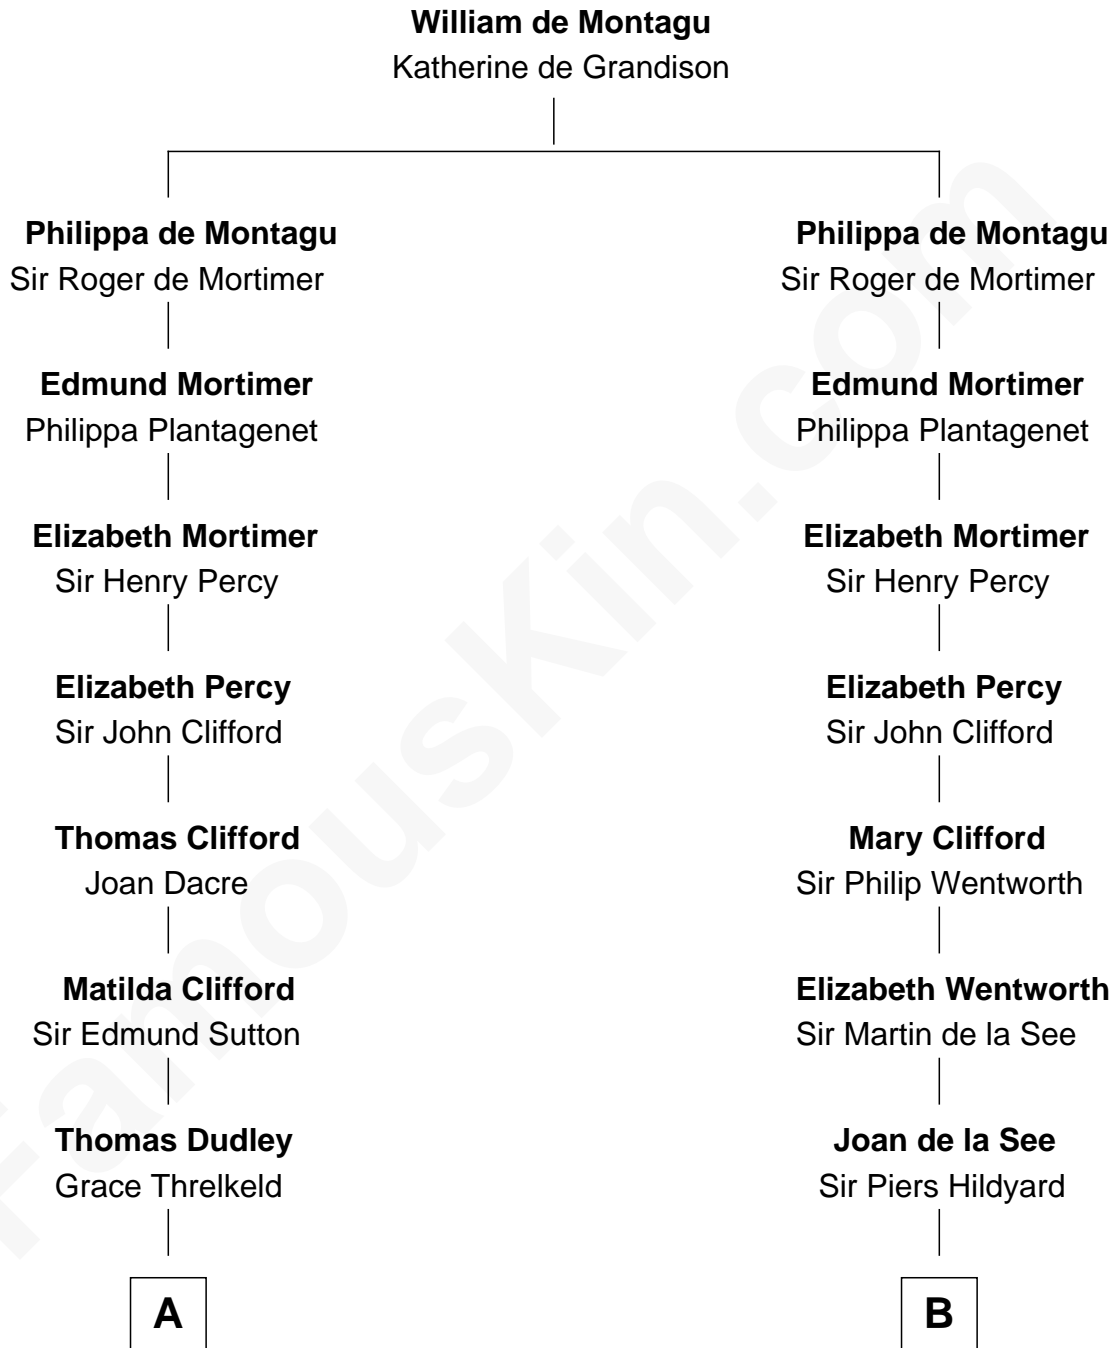 William de Montagu
Katherine de Grandison
Philippa de Montagu
Sir Roger de Mortimer
Philippa de Montagu
Sir Roger de Mortimer
Edmund Mortimer
Philippa Plantagenet
Edmund Mortimer
Philippa Plantagenet
Elizabeth Mortimer
Sir Henry Percy
Elizabeth Mortimer
Sir Henry Percy
Elizabeth Percy
Sir John Clifford
Elizabeth Percy
Sir John Clifford
Thomas Clifford
Joan Dacre
Mary Clifford
Sir Philip Wentworth
Matilda Clifford
Sir Edmund Sutton
Elizabeth Wentworth
Sir Martin de la See
Thomas Dudley
Grace Threlkeld
Joan de la See
Sir Piers Hildyard
A
B
FamousKin.com